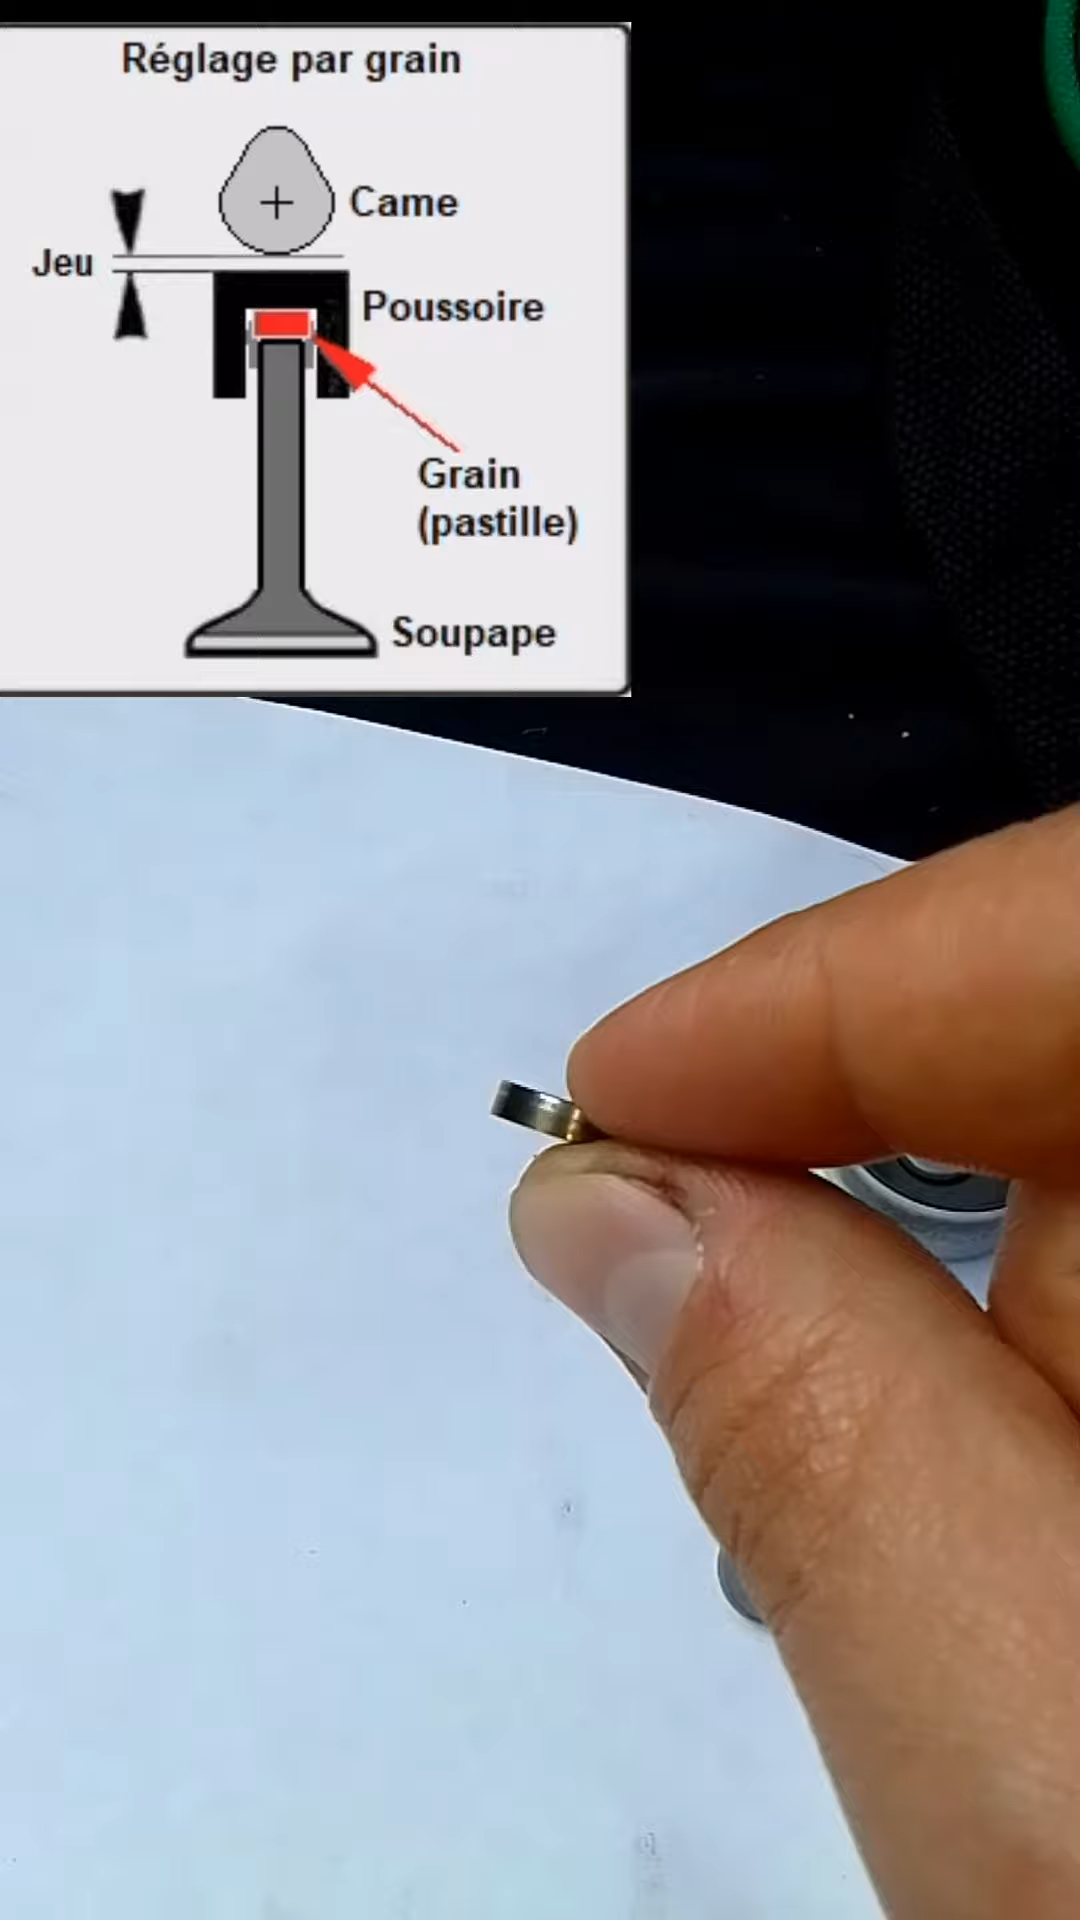 Réglage par grain
Came
Jeu
Poussoire
Grain
(pastille)
Soupape